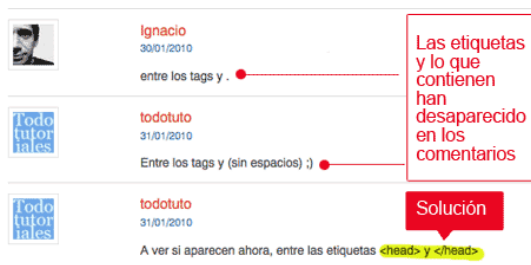 Ignacio
30/01/2010
entre los tags y .
Las etiquetas
y lo que
contienen
han
desaparecido
en los
comentarios
Todo
tutor
iales
todotuto
31/01/2010
Entre los tags y (sin espacios) ;)
Todo
tutor
iales
todotuto
31/01/2010
Solución
A ver si aparecen ahora, entre las etiquetas <head> y </head>